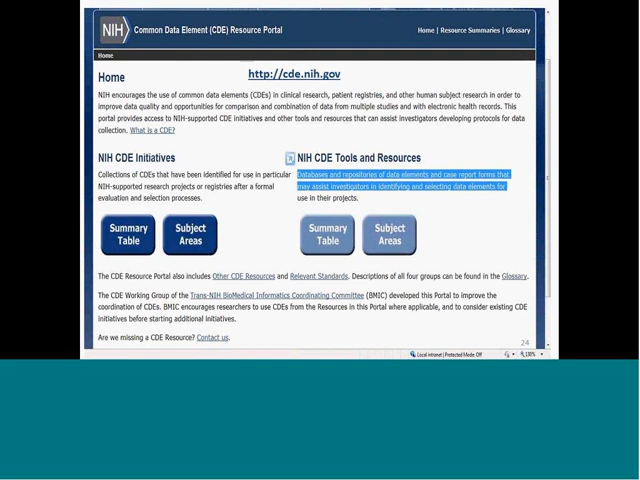 NIH Common Data Element (CDE) Resource Portal
Home | Resource Summaries | Glossary
Home
Home
http://cde.nih.gov
NIH encourages the use of common data elements (CDEs) in clinical research, patient registries, and other human subject research in order to
improve data quality and opportunities for comparison and combination of data from multiple studies and with electronic health records. This
portal provides access to NIH-supported CDE initiatives and other tools and resources that can assist investigators developing protocols for data
collection. What is a CDE?
NIH CDE Initiatives
Collections of CDEs that have been identified for use in particular
NIH-supported research projects or registries after a formal
evaluation and selection processes.
Summary Table
Subject Areas
NIH CDE Tools and Resources
Databases and repositories of data elements and case report forms that
may assist investigators in identifying and selecting data elements for
use in their projects.
Summary Table
Subject Areas
The CDE Resource Portal also includes Other CDE Resources and Relevant Standards. Descriptions of all four groups can be found in the Glossary.
The CDE Working Group of the Trans-NIH BioMedical Informatics Coordinating Committee (BMIC) developed this Portal to improve the
coordination of CDEs. BMIC encourages researchers to use CDEs from the Resources in this Portal where applicable, and to consider existing CDE
initiatives before starting additional initiatives.
Are we missing a CDE Resource? Contact us.
24
Local intranet | Protected Mode: Off
130%